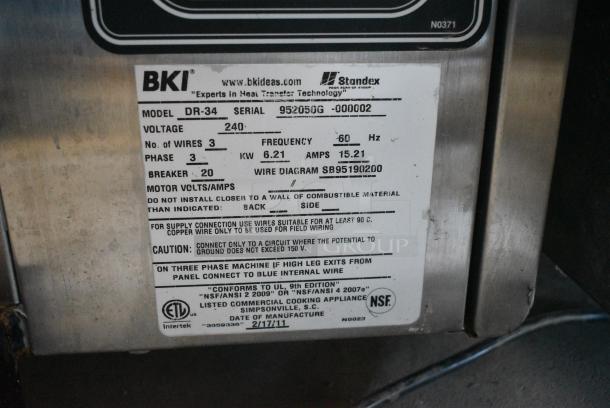 N0371
BKI® www.bkideas.com Standex
"Experts in Heat Transfer Technology"
MODEL DR-34 SERIAL 952050G -000002
VOLTAGE 240
No. of WIRES 3 FREQUENCY 60 Hz
PHASE 3 KW 6.21 AMPS 15.21
BREAKER 20 WIRE DIAGRAM SB95190200
MOTOR VOLTS/AMPS /
DO NOT INSTALL CLOSER TO A WALL OF COMBUSTIBLE MATERIAL
THAN INDICATED: BACK __ SIDE __
FOR SUPPLY CONNECTION USE WIRES SUITABLE FOR AT LEAST 90 C.
COPPER WIRE ONLY TO BE USED FOR FIELD WIRING
CAUTION: CONNECT ONLY TO A CIRCUIT WHERE THE POTENTIAL TO
GROUND DOES NOT EXCEED 150 V.
GROUP
ON THREE PHASE MACHINE IF HIGH LEG EXITS FROM
PANEL CONNECT TO BLUE INTERNAL WIRE
"CONFORMS TO UL, 9th EDITION"
"NSF/ANSI 2 2009" OR "NSF/ANSI 4 2007e"
LISTED COMMERCIAL COOKING APPLIANCE
SIMPSONVILLE, S.C.
DATE OF MANUFACTURE N0023
"3059336" 2/17/11
ETL
Intertek
NSF